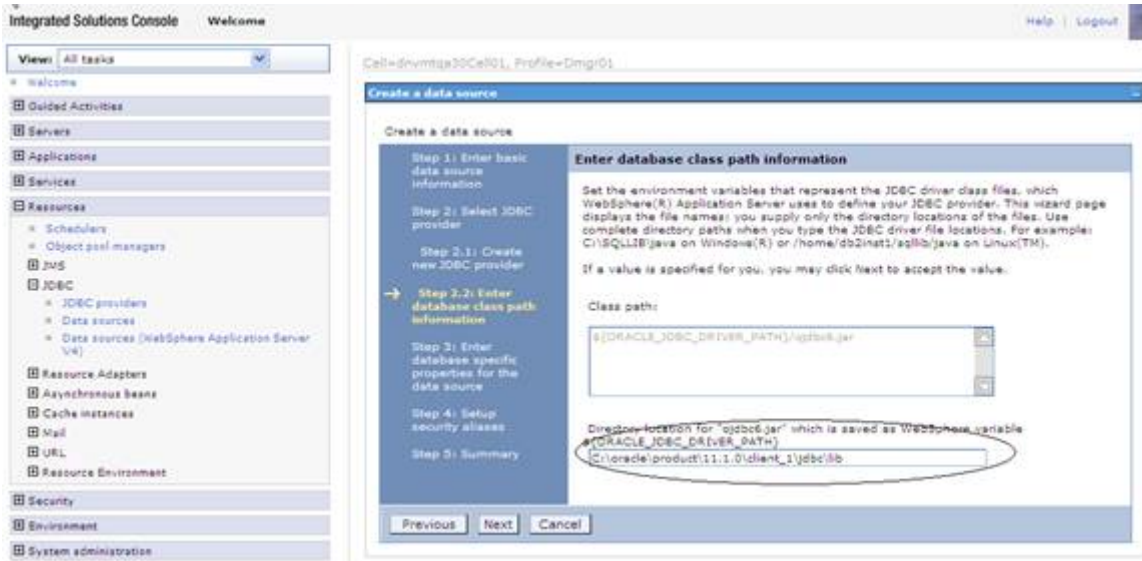 Integrated Solutions Console Welcome
Help | Logout
View: All tasks
Welcome
Guided Activities
Servers
Applications
Services
Resources
Schedulers
Object pool managers
JMS
JDBC
JDBC providers
Data sources
Data sources (WebSphere Application Server V4)
Resource Adapters
Asynchronous beans
Cache instances
Mail
URL
Resource Environment
Security
Environment
System administration
Cell=dnvmtqa30Cell01, Profile=Dmgr01
Create a data source
Create a data source
Step 1: Enter basic
data source
information
Step 2: Select JDBC
provider
Step 2.1: Create
new JDBC provider
Step 2.2: Enter
database class path
information
Step 3: Enter
database specific
properties for the
data source
Step 4: Setup
security aliases
Step 5: Summary
Enter database class path information
Set the environment variables that represent the JDBC driver class files, which
WebSphere(R) Application Server uses to define your JDBC provider. This wizard page
displays the file names; you supply only the directory locations of the files. Use
complete directory paths when you type the JDBC driver file locations. For example:
C:\SQLLIB\java on Windows(R) or /home/db2inst1/sqllib/java on Linux(TM).
If a value is specified for you, you may click Next to accept the value.
Class path:
${ORACLE_JDBC_DRIVER_PATH}/ojdbc6.jar
Directory location for "ojdbc6.jar" which is saved as WebSphere variable
${ORACLE_JDBC_DRIVER_PATH}
C:\oracle\product\11.1.0\client_1\jdbc\lib
Previous Next Cancel